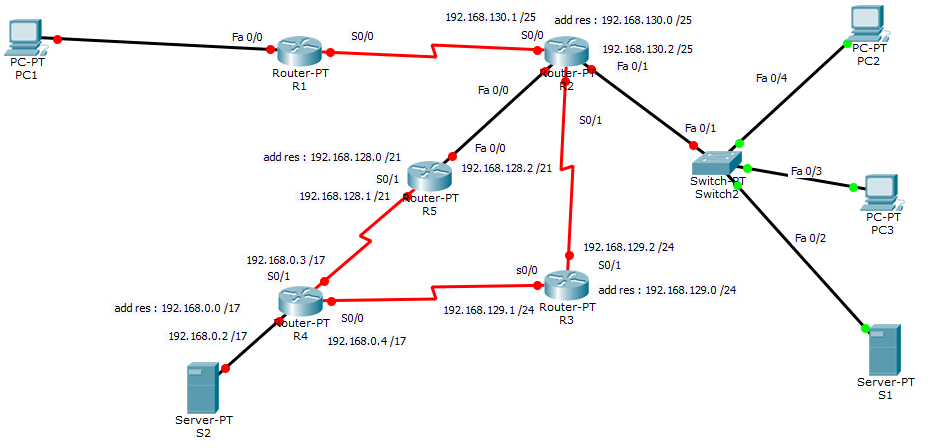 192.168.130.1 /25
add res : 192.168.130.0 /25
PC-PT
PC1
Fa 0/0
S0/0
Router-PT
R1
S0/0
192.168.130.2 /25
Router-PT
R2
Fa 0/1
PC-PT
PC2
Fa 0/4
Fa 0/0
S0/1
Fa 0/1
Fa 0/0
add res : 192.168.128.0 /21
192.168.128.2 /21
S0/1
192.168.128.1 /21
Router-PT
R5
Switch-PT
Switch2
Fa 0/3
PC-PT
PC3
Fa 0/2
192.168.129.2 /24
192.168.0.3 /17
S0/1
s0/0
S0/1
add res : 192.168.129.0 /24
add res : 192.168.0.0 /17
192.168.129.1 /24
Router-PT
R3
S0/0
Router-PT
R4
192.168.0.2 /17
192.168.0.4 /17
Server-PT
S1
Server-PT
S2